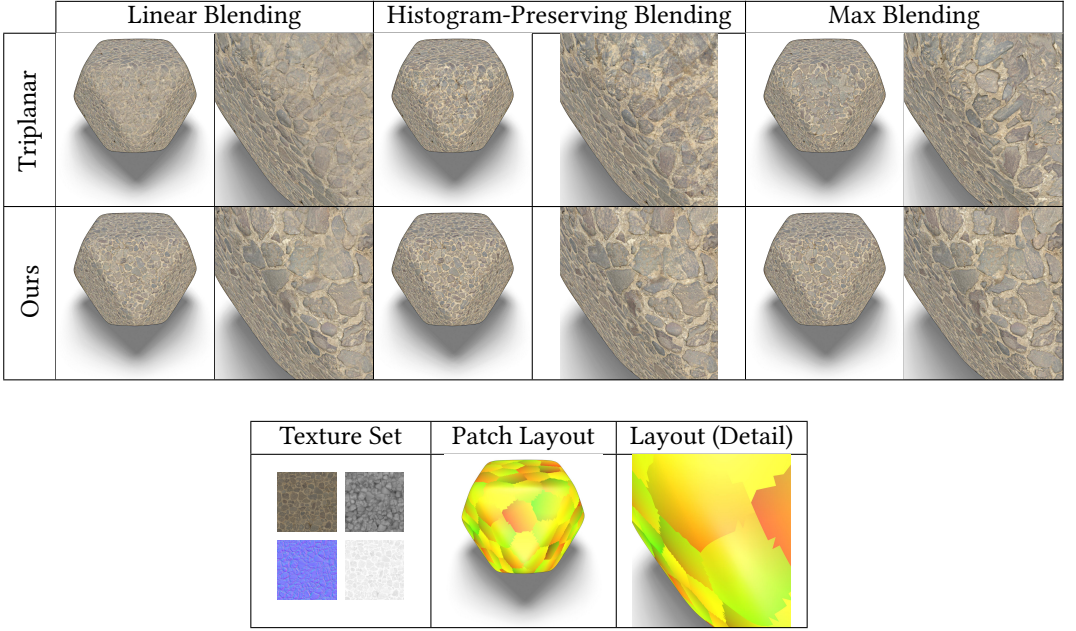 Linear Blending
Histogram-Preserving Blending
Max Blending
Triplanar
Ours
Texture Set
Patch Layout
Layout (Detail)